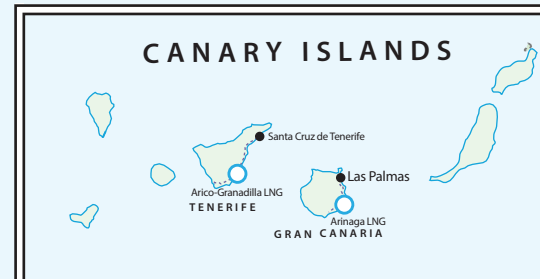 CANARY ISLANDS
Santa Cruz de Tenerife
Las Palmas
Arico-Granadilla LNG
TENERIFE
Arinaga LNG
GRAN CANARIA